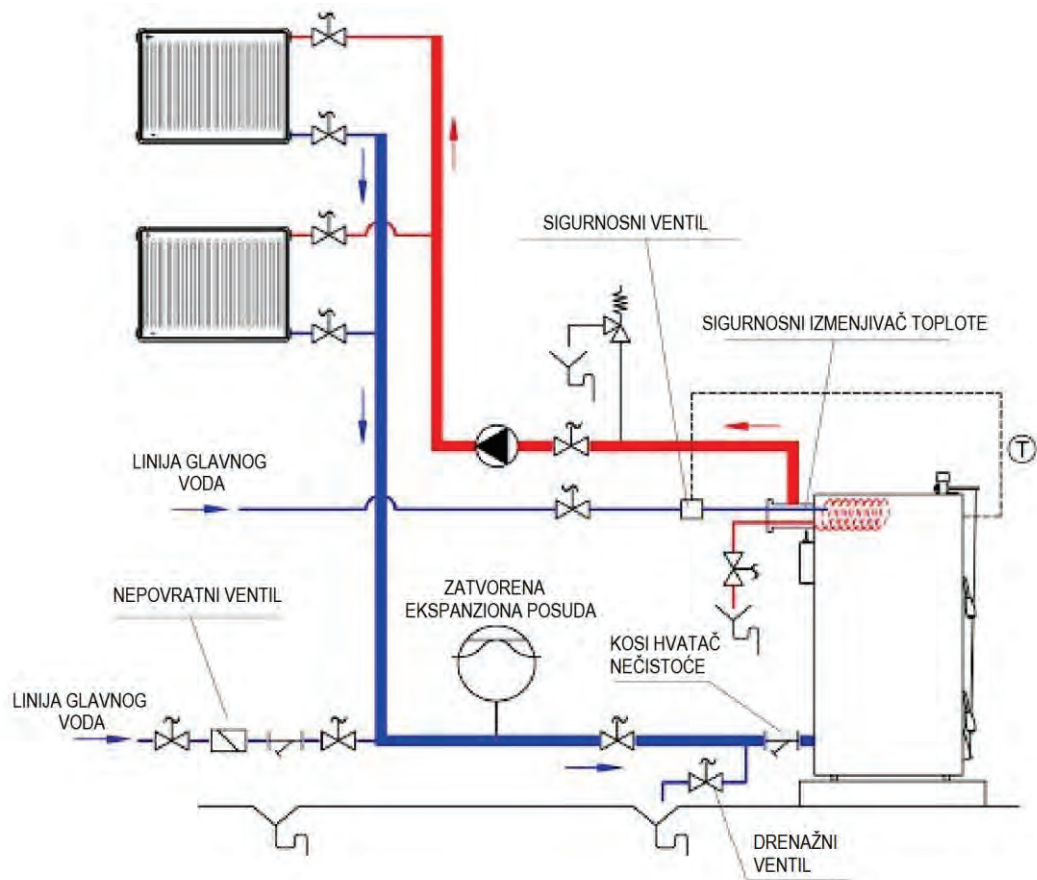 SIGURNOSNI VENTIL
SIGURNOSNI IZMENJIVAČ TOPLOTE
T
LINIJA GLAVNOG
VODA
NEPOVRATNI VENTIL
ZATVORENA
EKSPANZIONA POSUDA
KOSI HVATAČ
NEČISTOĆE
LINIJA GLAVNOG
VODA
DRENAŽNI
VENTIL